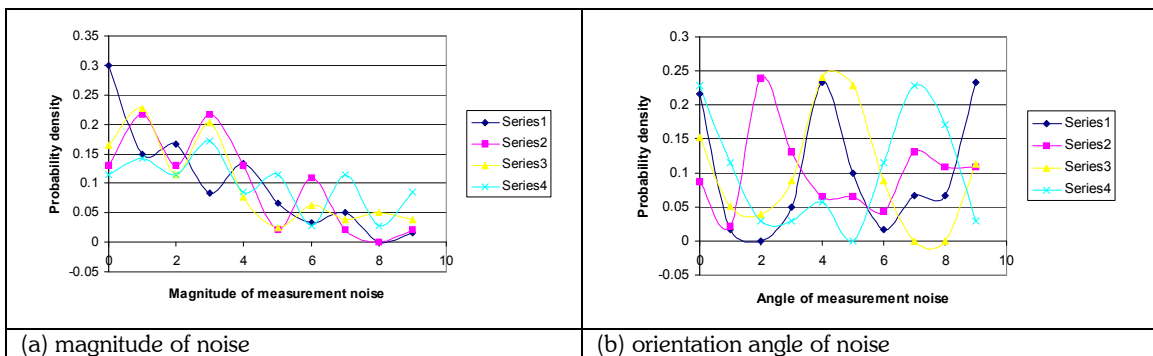 0.35
0.3
0.25
0.2
0.15
0.1
0.05
0
-0.05
Probability density
0 2 4 6 8 10
Magnitude of measurement noise
Series1
Series2
Series3
Series4
0.3
0.25
0.2
0.15
0.1
0.05
0
-0.05
Probability density
0 2 4 6 8 10
Angle of measurement noise
Series1
Series2
Series3
Series4
(a) magnitude of noise
(b) orientation angle of noise